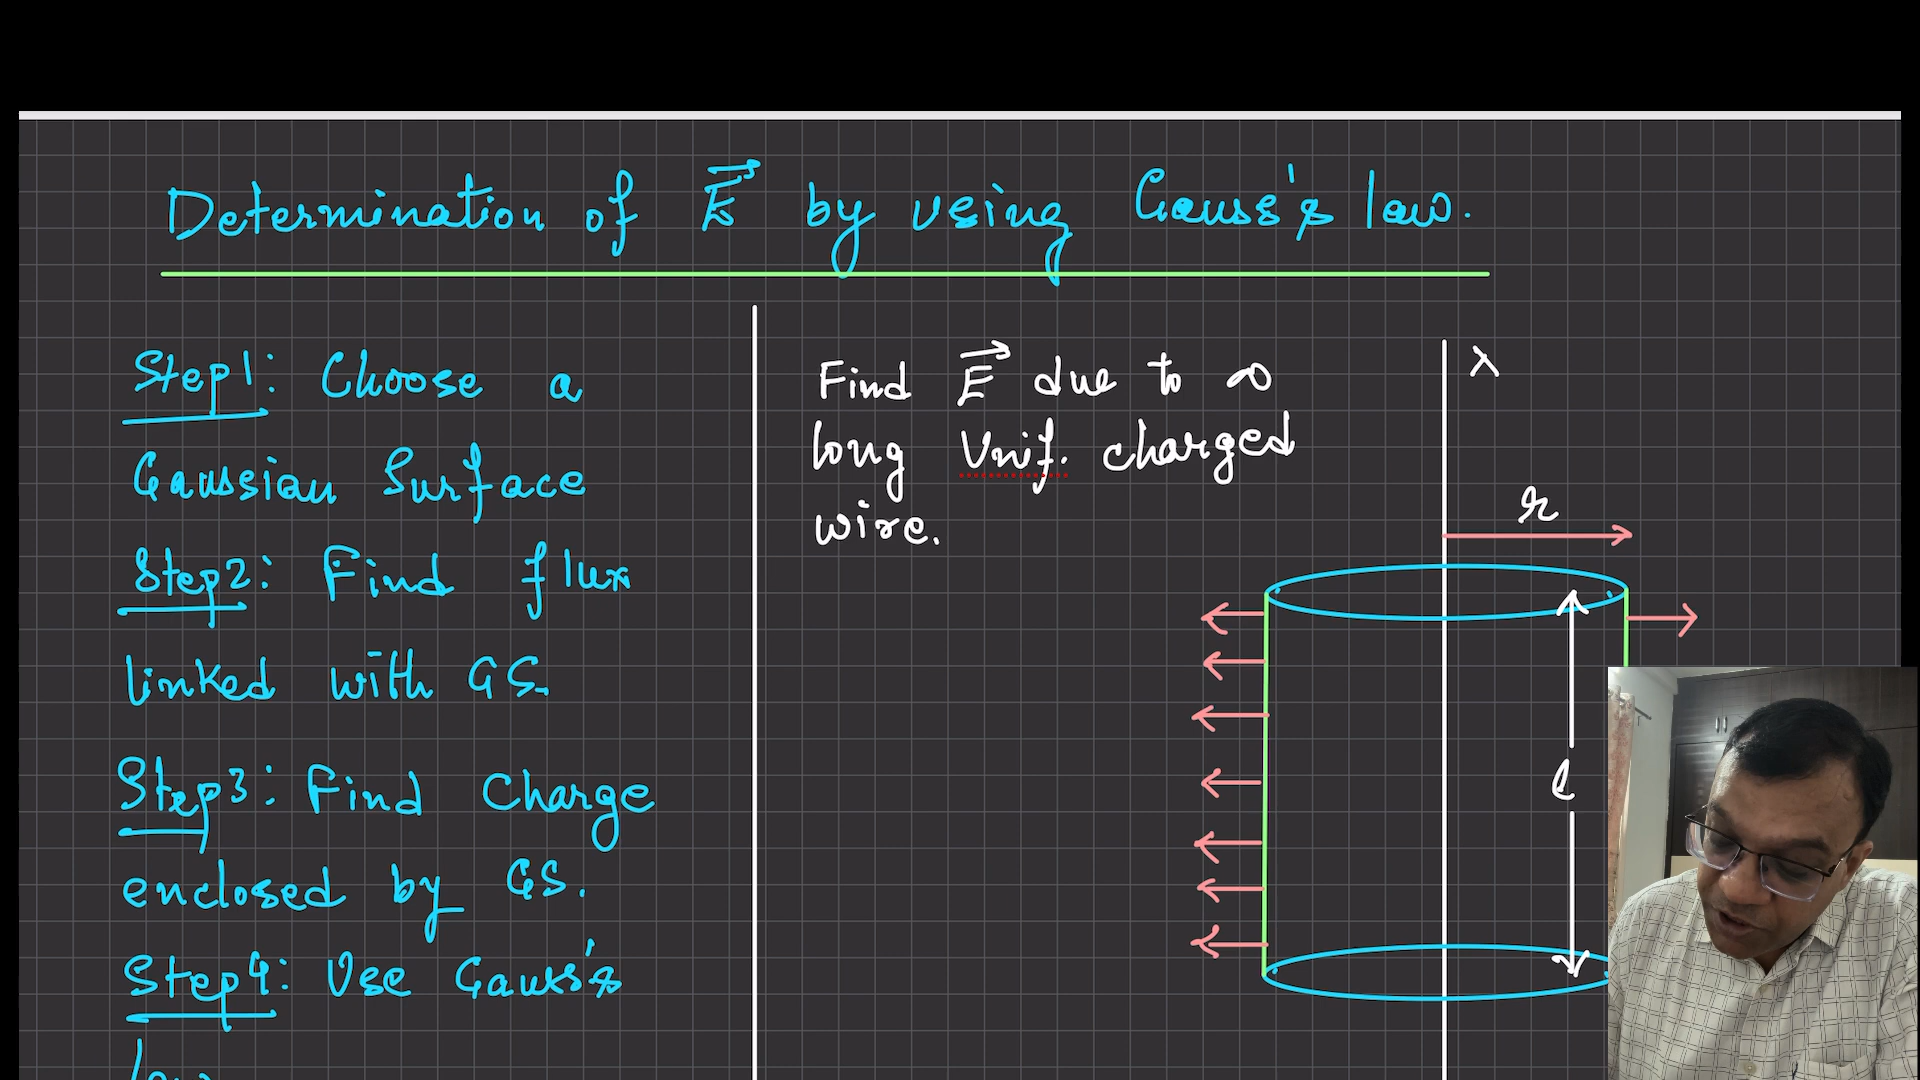 Determination of E by using Gauss's law.
Step1: Choose a
Gaussian Surface
Step2: Find flux
linked with GS.
Step3: Find Charge
enclosed by GS.
Step4: Use Gauss's
law
Find E due to ∞
long Unif. charged
wire.
λ
r
l